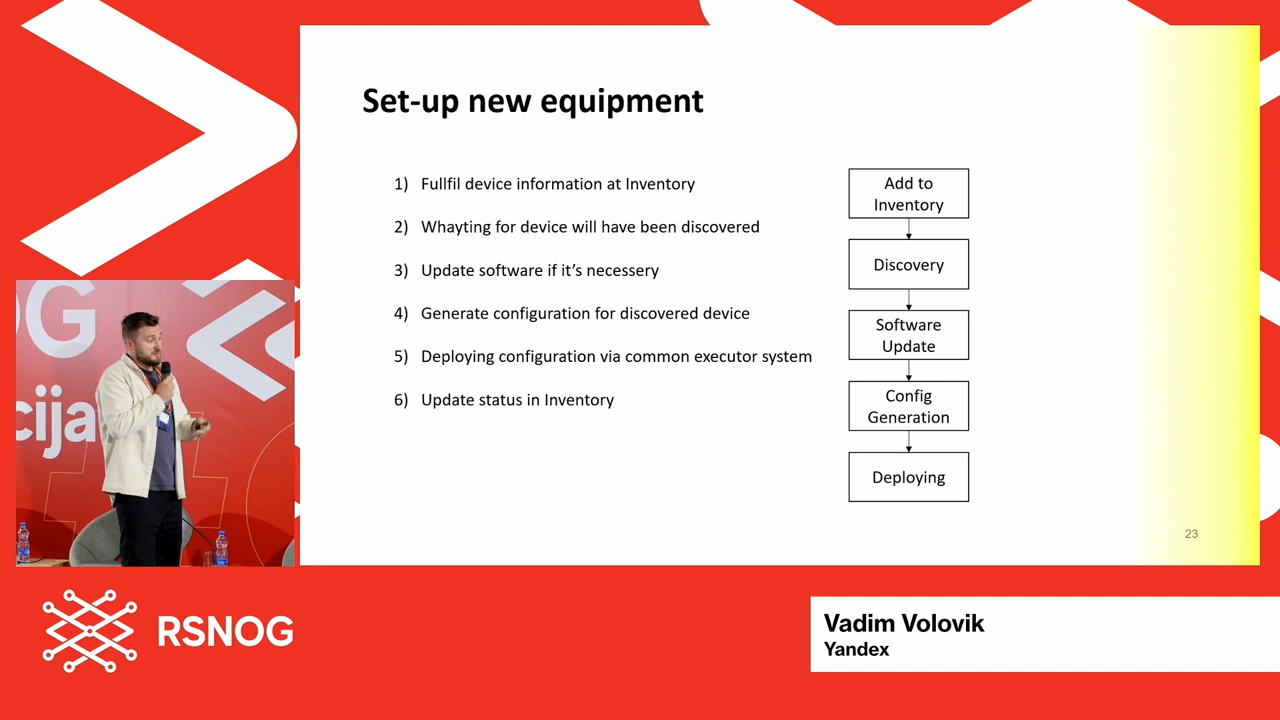 Set-up new equipment
1) Fullfil device information at Inventory
2) Whayting for device will have been discovered
3) Update software if it’s necessery
4) Generate configuration for discovered device
5) Deploying configuration via common executor system
6) Update status in Inventory
Add to
Inventory
Discovery
Software
Update
Config
Generation
Deploying
23
OG
cija
RSNOG
Vadim Volovik
Yandex